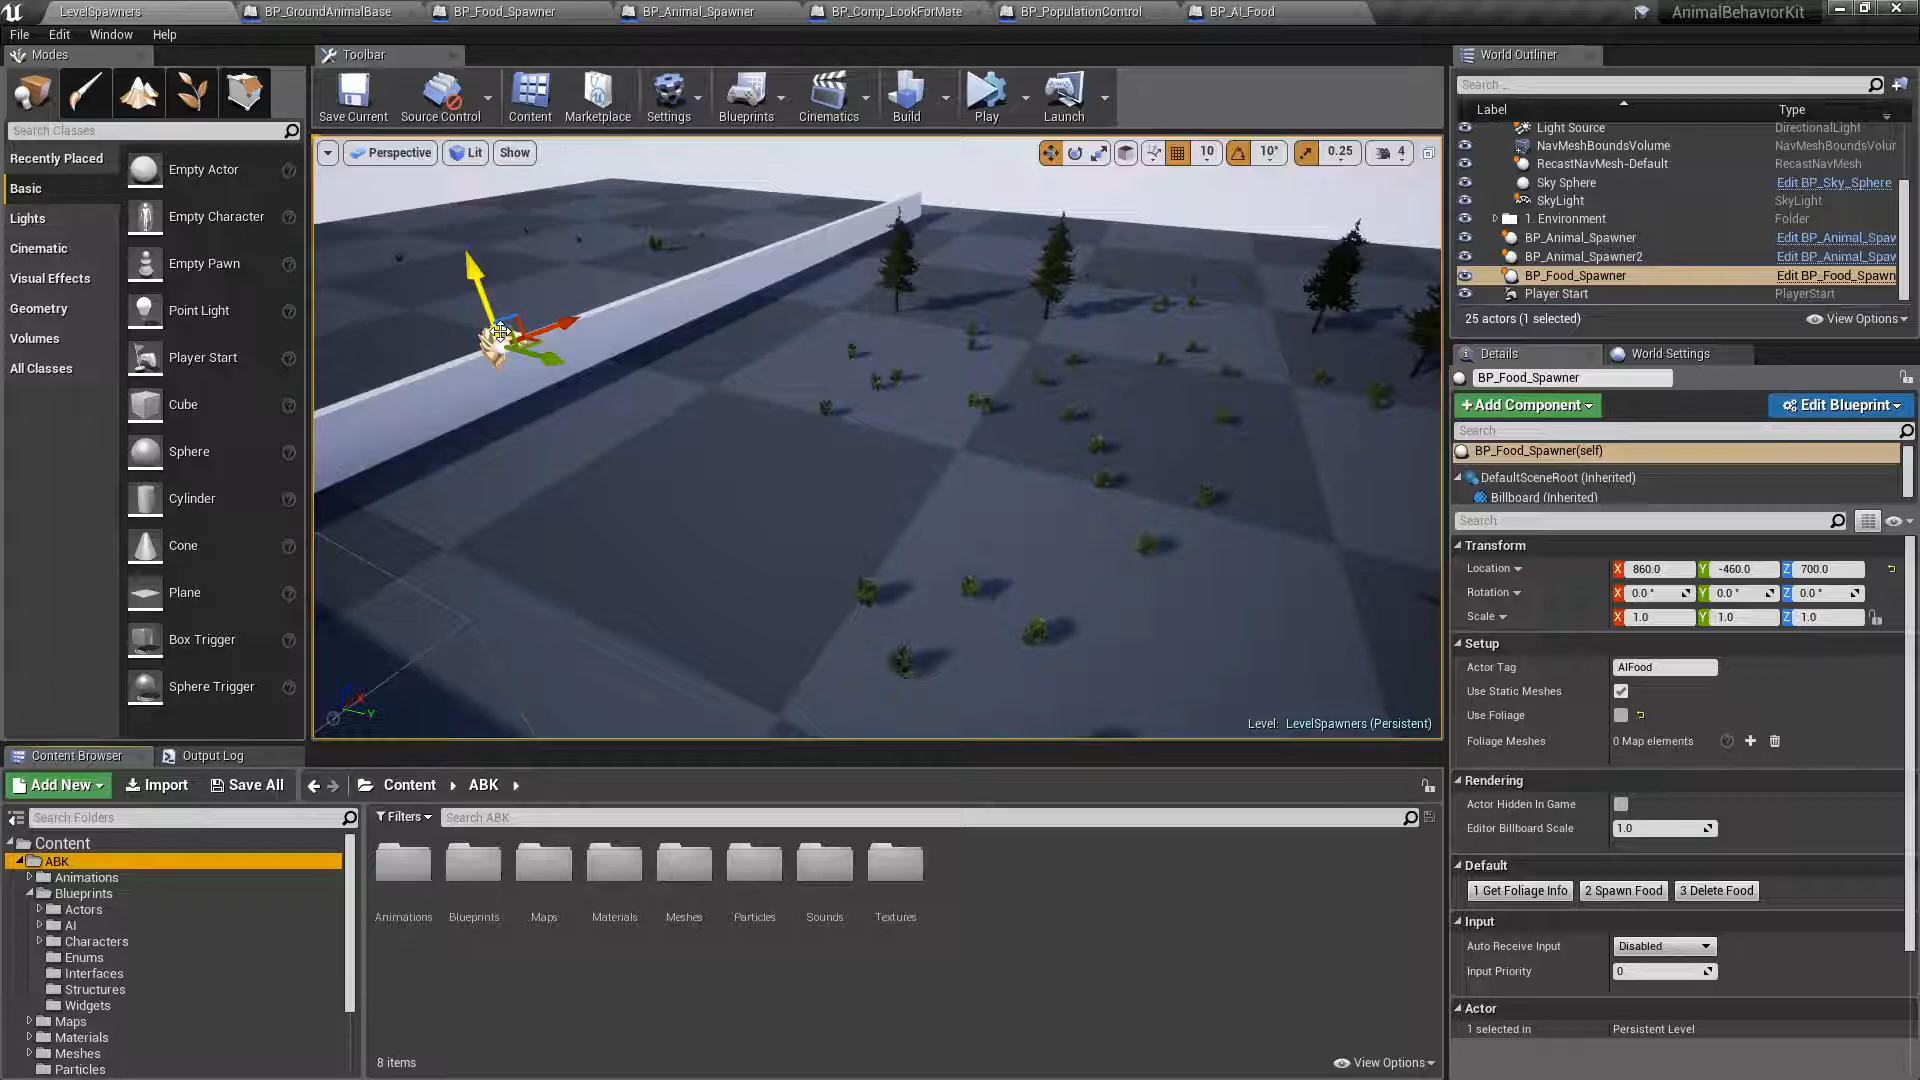 LevelSpawners
BP_GroundAnimalBase
BP_Food_Spawner
BP_Animal_Spawner
BP_Comp_LookForMate
BP_PopulationControl
BP_AI_Food
AnimalBehaviorKit
File
Edit
Window
Help
Modes
Search Classes
Recently Placed
Basic
Lights
Cinematic
Visual Effects
Geometry
Volumes
All Classes
Empty Actor
Empty Character
Empty Pawn
Point Light
Player Start
Cube
Sphere
Cylinder
Cone
Plane
Box Trigger
Sphere Trigger
Toolbar
Save Current
Source Control
Content
Marketplace
Settings
Blueprints
Cinematics
Build
Play
Launch
Perspective
Lit
Show
10
10°
0.25
4
Level: LevelSpawners (Persistent)
World Outliner
Search...
Label
Type
Light Source DirectionalLight
NavMeshBoundsVolume NavMeshBoundsVolur
RecastNavMesh-Default RecastNavMesh
Sky Sphere Edit BP_Sky_Sphere
SkyLight SkyLight
1. Environment Folder
BP_Animal_Spawner Edit BP_Animal_Spaw
BP_Animal_Spawner2 Edit BP_Animal_Spaw
BP_Food_Spawner Edit BP_Food_Spawn
Player Start PlayerStart
25 actors (1 selected)
View Options
Details
World Settings
BP_Food_Spawner
+Add Component
Edit Blueprint
Search
BP_Food_Spawner(self)
DefaultSceneRoot (Inherited)
Billboard (Inherited)
Search
Transform
Location X 860.0 Y -460.0 Z 700.0
Rotation X 0.0 ° Y 0.0 ° Z 0.0 °
Scale X 1.0 Y 1.0 Z 1.0
Setup
Actor Tag AIFood
Use Static Meshes
Use Foliage
Foliage Meshes 0 Map elements
Rendering
Actor Hidden In Game
Editor Billboard Scale 1.0
Default
1 Get Foliage Info
2 Spawn Food
3 Delete Food
Input
Auto Receive Input Disabled
Input Priority 0
Actor
1 selected in Persistent Level
Content Browser
Output Log
Add New
Import
Save All
Content
ABK
Search Folders
Filters
Search ABK
Content
ABK
Animations
Blueprints
Actors
AI
Characters
Enums
Interfaces
Structures
Widgets
Maps
Materials
Meshes
Particles
Animations
Blueprints
Maps
Materials
Meshes
Particles
Sounds
Textures
8 items
View Options